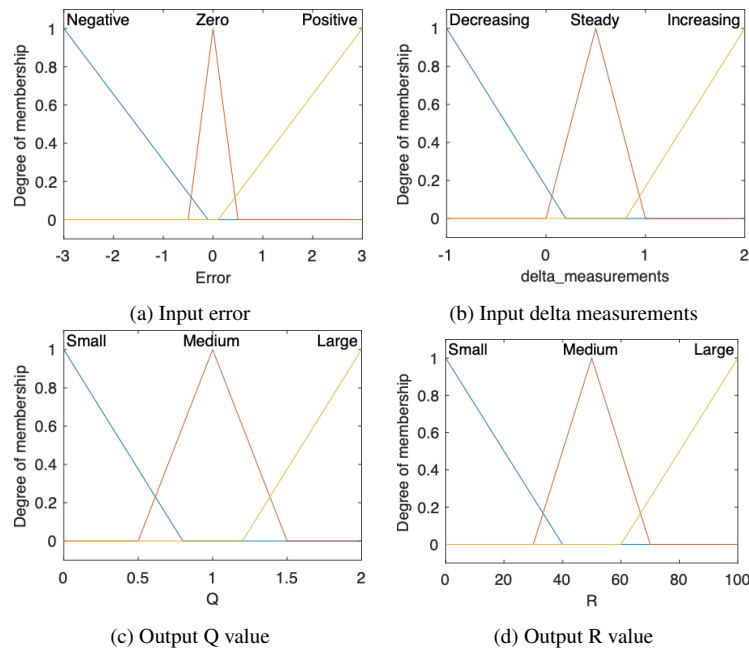 Negative Zero Positive
1
0.8
0.6
0.4
0.2
0
Degree of membership
-3 -2 -1 0 1 2 3
Error
(a) Input error
Decreasing Steady Increasing
1
0.8
0.6
0.4
0.2
0
Degree of membership
-1 0 1 2
delta_measurements
(b) Input delta measurements
Small Medium Large
1
0.8
0.6
0.4
0.2
0
Degree of membership
0 0.5 1 1.5 2
Q
(c) Output Q value
Small Medium Large
1
0.8
0.6
0.4
0.2
0
Degree of membership
0 20 40 60 80 100
R
(d) Output R value